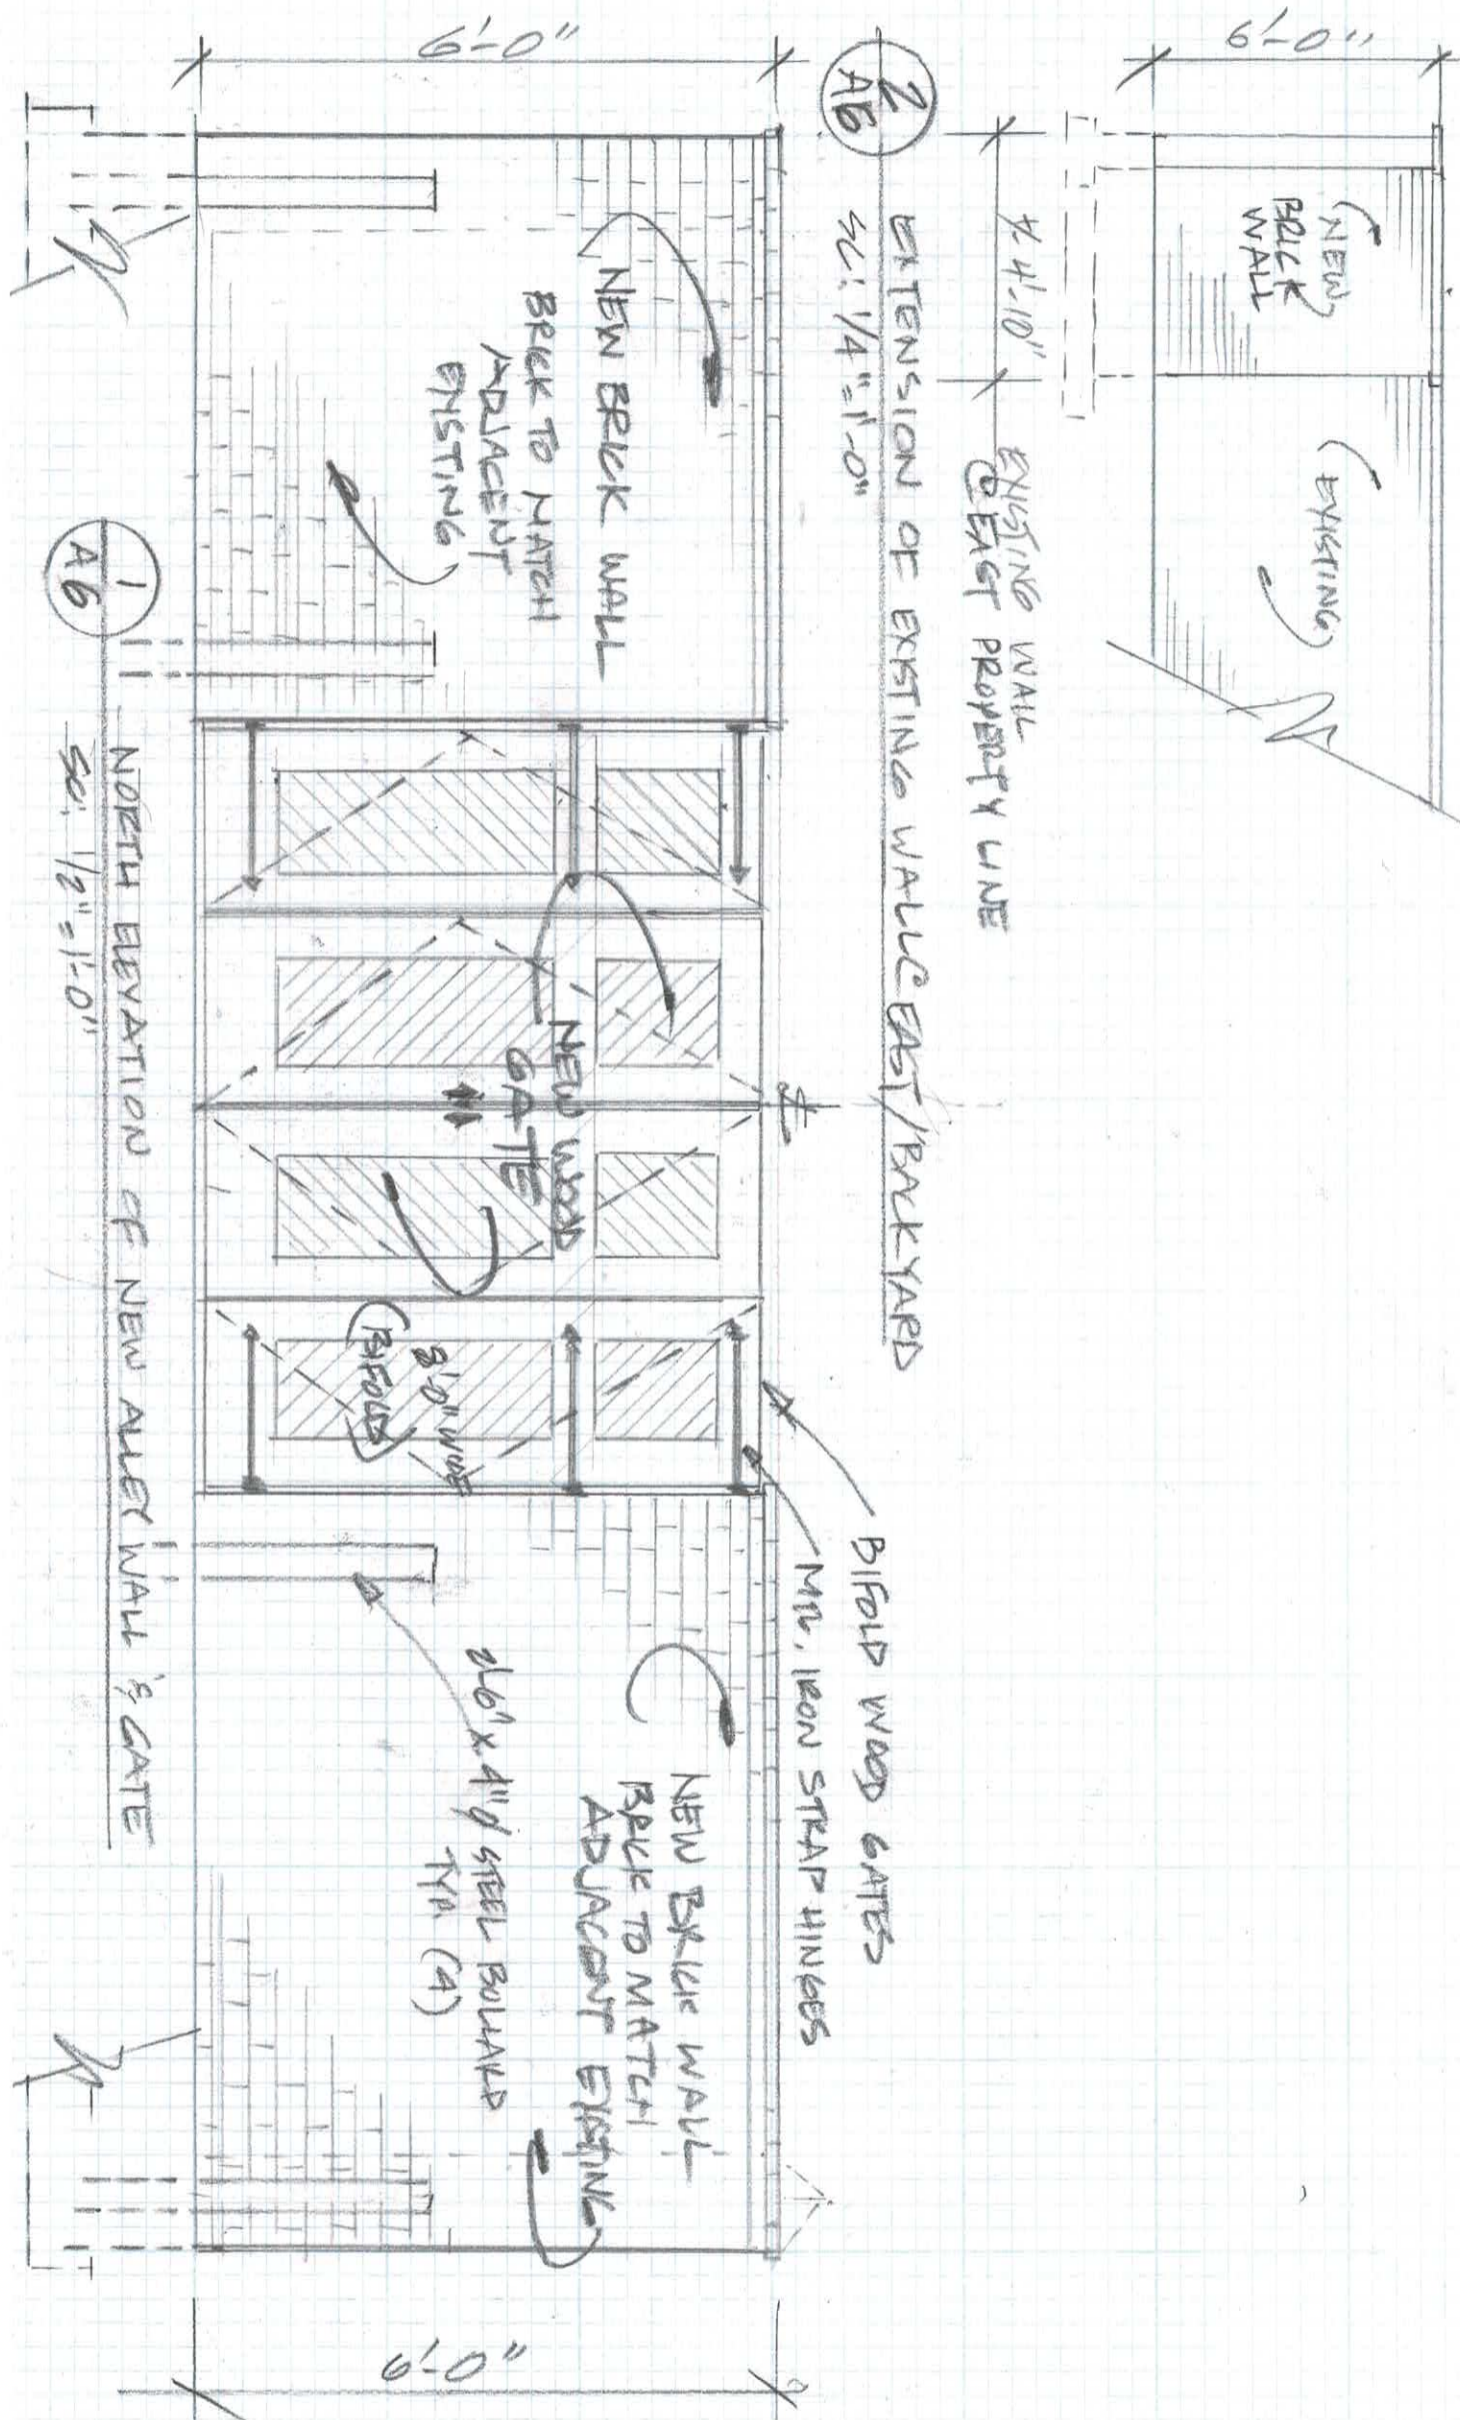 6'-0"
NEW
BRICK
WALL
(EXISTING)
± 4'-10"
EXISTING WALL
@ EAST PROPERTY LINE
2
A6
EXTENSION OF EXISTING WALL @ EAST/BACKYARD
SC: 1/4"=1'-0"
BIFOLD WOOD GATES
IRON STRAP HINGES
6'-0"
NEW BRICK WALL
BRICK TO MATCH
ADJACENT
EXISTING
NEW WOOD
GATE
8'-0" WIDE
(BIFOLD)
NEW BRICK WALL
BRICK TO MATCH
ADJACENT EXISTING
x 4"Ø STEEL BOLLARD
TYP. (4)
6'-0"
1
A6
NORTH ELEVATION OF NEW ALLEY WALL & GATE
SC: 1/2"=1'-0"